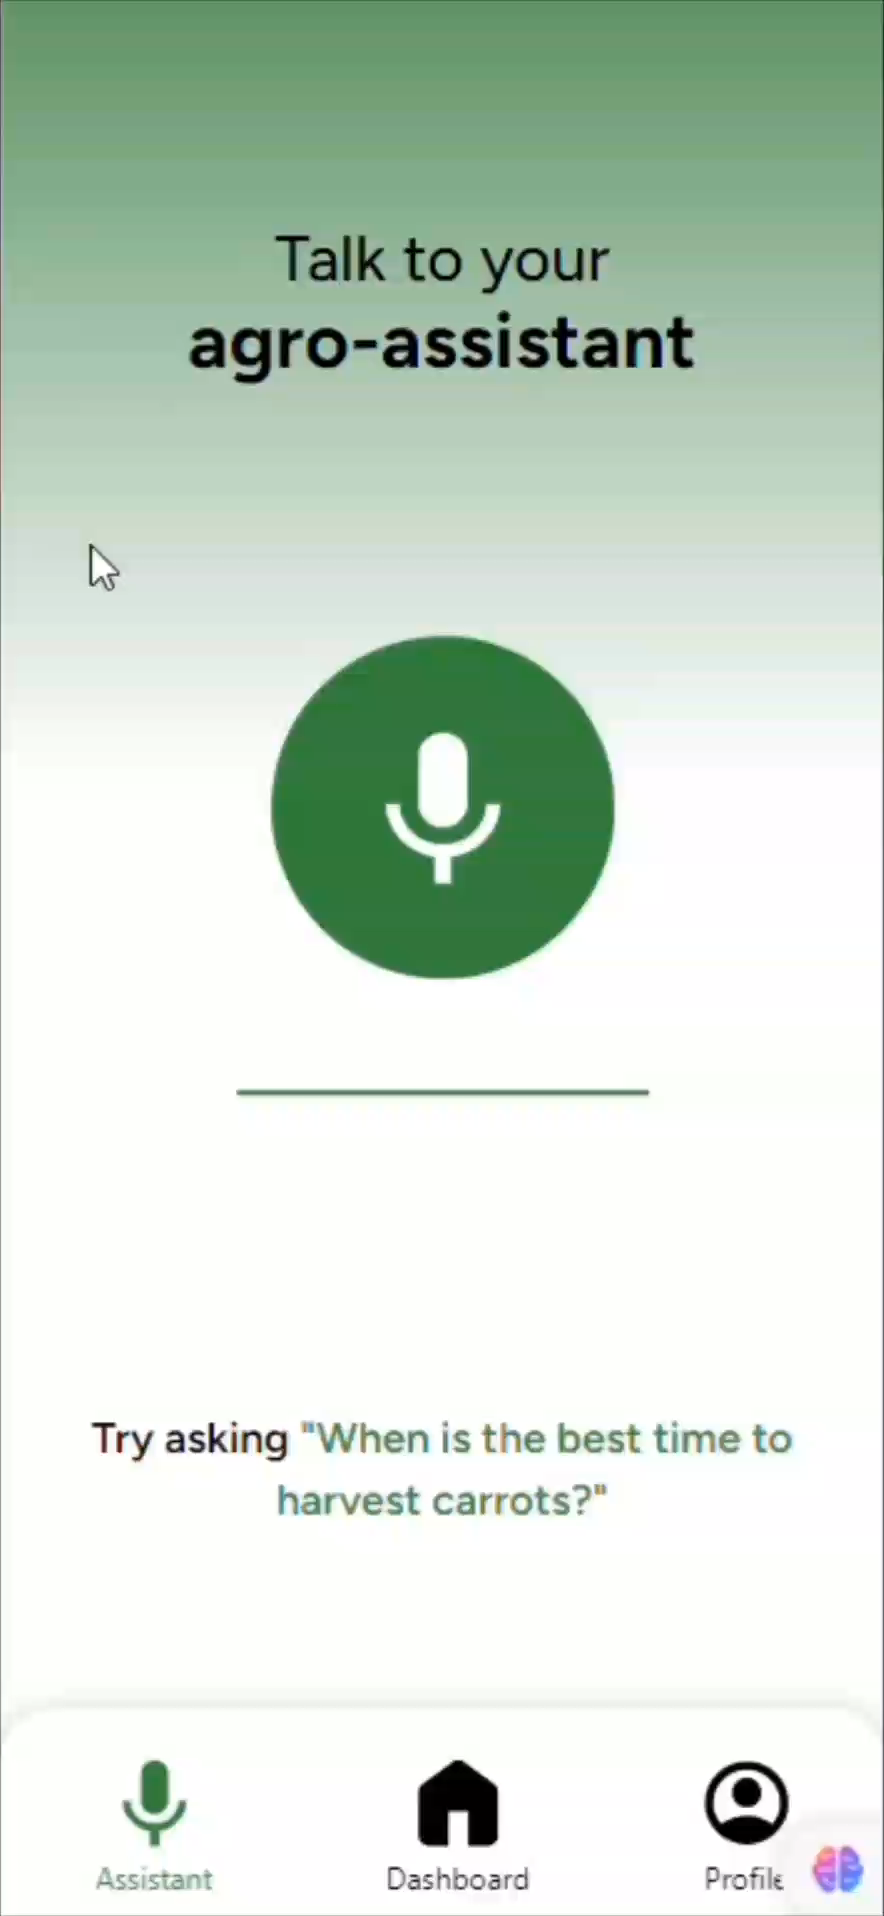 Talk to your
agro-assistant
Try asking "When is the best time to
harvest carrots?"
Assistant
Dashboard
Profile